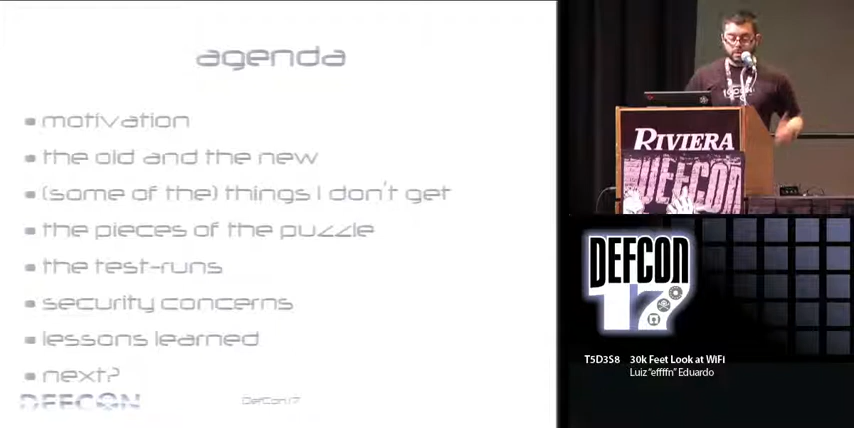 agenda
motivation
the old and the new
(some of the) things I don't get
the pieces of the puzzle
the test-runs
security concerns
lessons learned
next?
DEFCON
DefCon 17
RIVIERA
DEFCON
DEFCON
17
T5D3S8 30k Feet Look at WiFi
Luiz "effffn" Eduardo